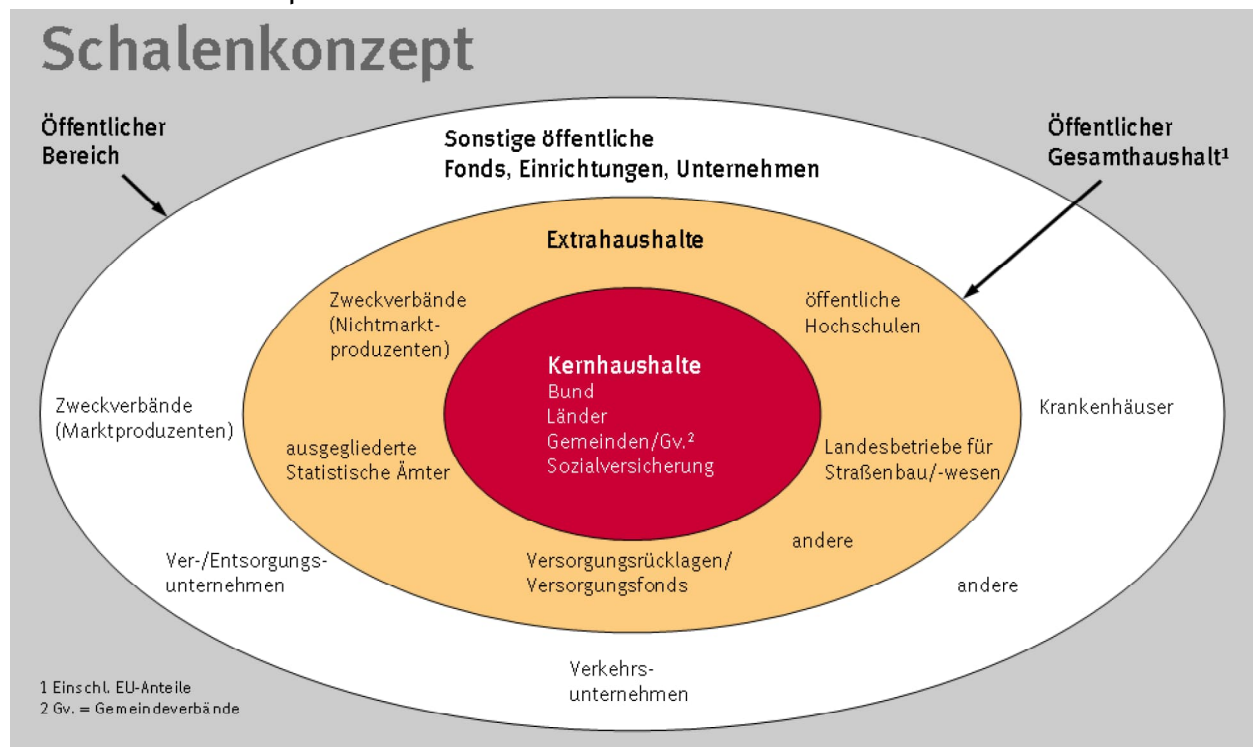 Schalenkonzept
Öffentlicher
Bereich
Sonstige öffentliche
Fonds, Einrichtungen, Unternehmen
Öffentlicher
Gesamthaushalt¹
Extrahaushalte
Zweckverbände
(Nichtmarkt-
produzenten)
öffentliche
Hochschulen
Kernhaushalte
Bund
Länder
Gemeinden/Gv.²
Sozialversicherung
Zweckverbände
(Marktproduzenten)
Krankenhäuser
ausgegliederte
Statistische Ämter
Landesbetriebe für
Straßenbau/-wesen
Ver-/Entsorgungs-
unternehmen
Versorgungsrücklagen/
Versorgungsfonds
andere
andere
Verkehrs-
unternehmen
1 Einschl. EU-Anteile
2 Gv. = Gemeindeverbände